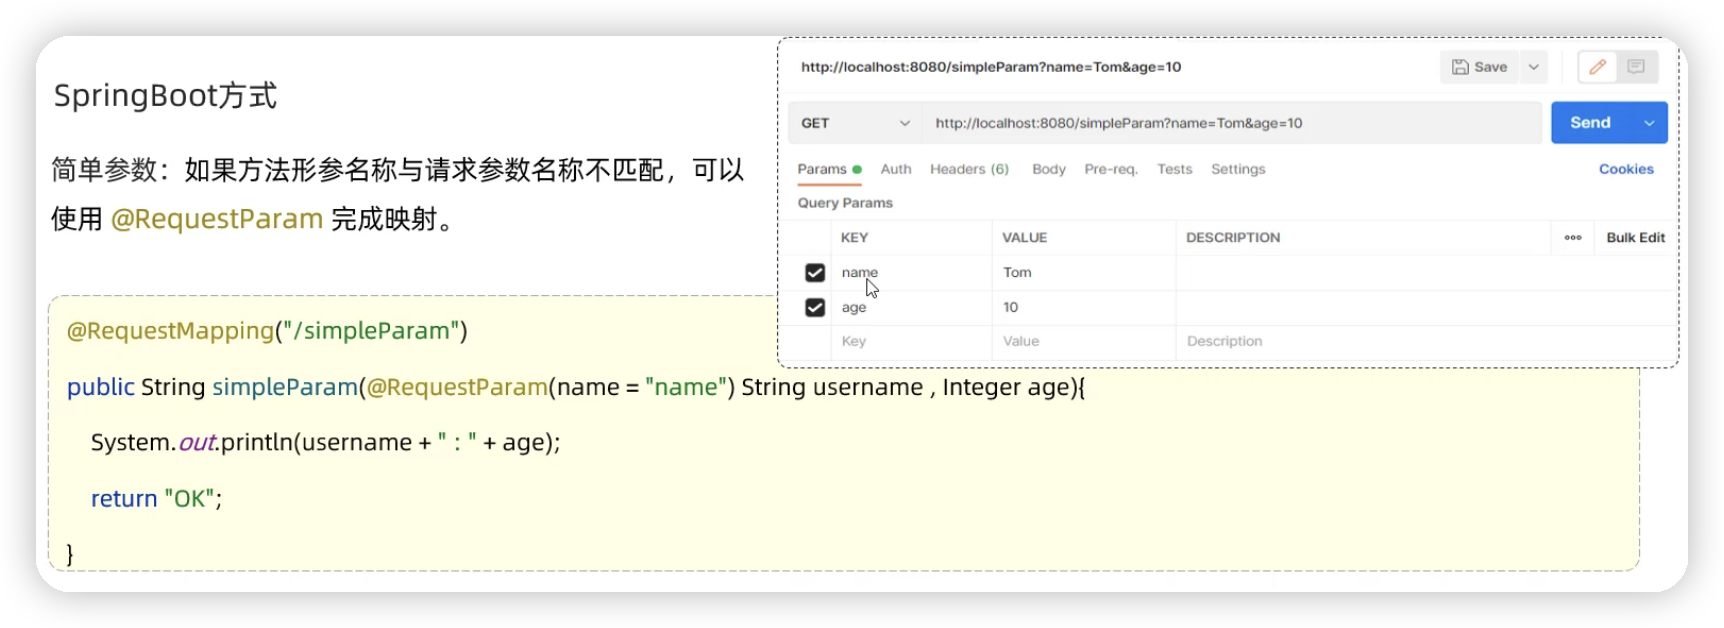 SpringBoot方式
简单参数：如果方法形参名称与请求参数名称不匹配，可以
使用 @RequestParam 完成映射。
http://localhost:8080/simpleParam?name=Tom&age=10
Save
GET
http://localhost:8080/simpleParam?name=Tom&age=10
Send
Params Auth Headers (6) Body Pre-req. Tests Settings Cookies
Query Params
KEY VALUE DESCRIPTION ooo Bulk Edit
name Tom
age 10
Key Value Description
@RequestMapping("/simpleParam")
public String simpleParam(@RequestParam(name = "name") String username , Integer age){
System.out.println(username + " : " + age);
return "OK";
}